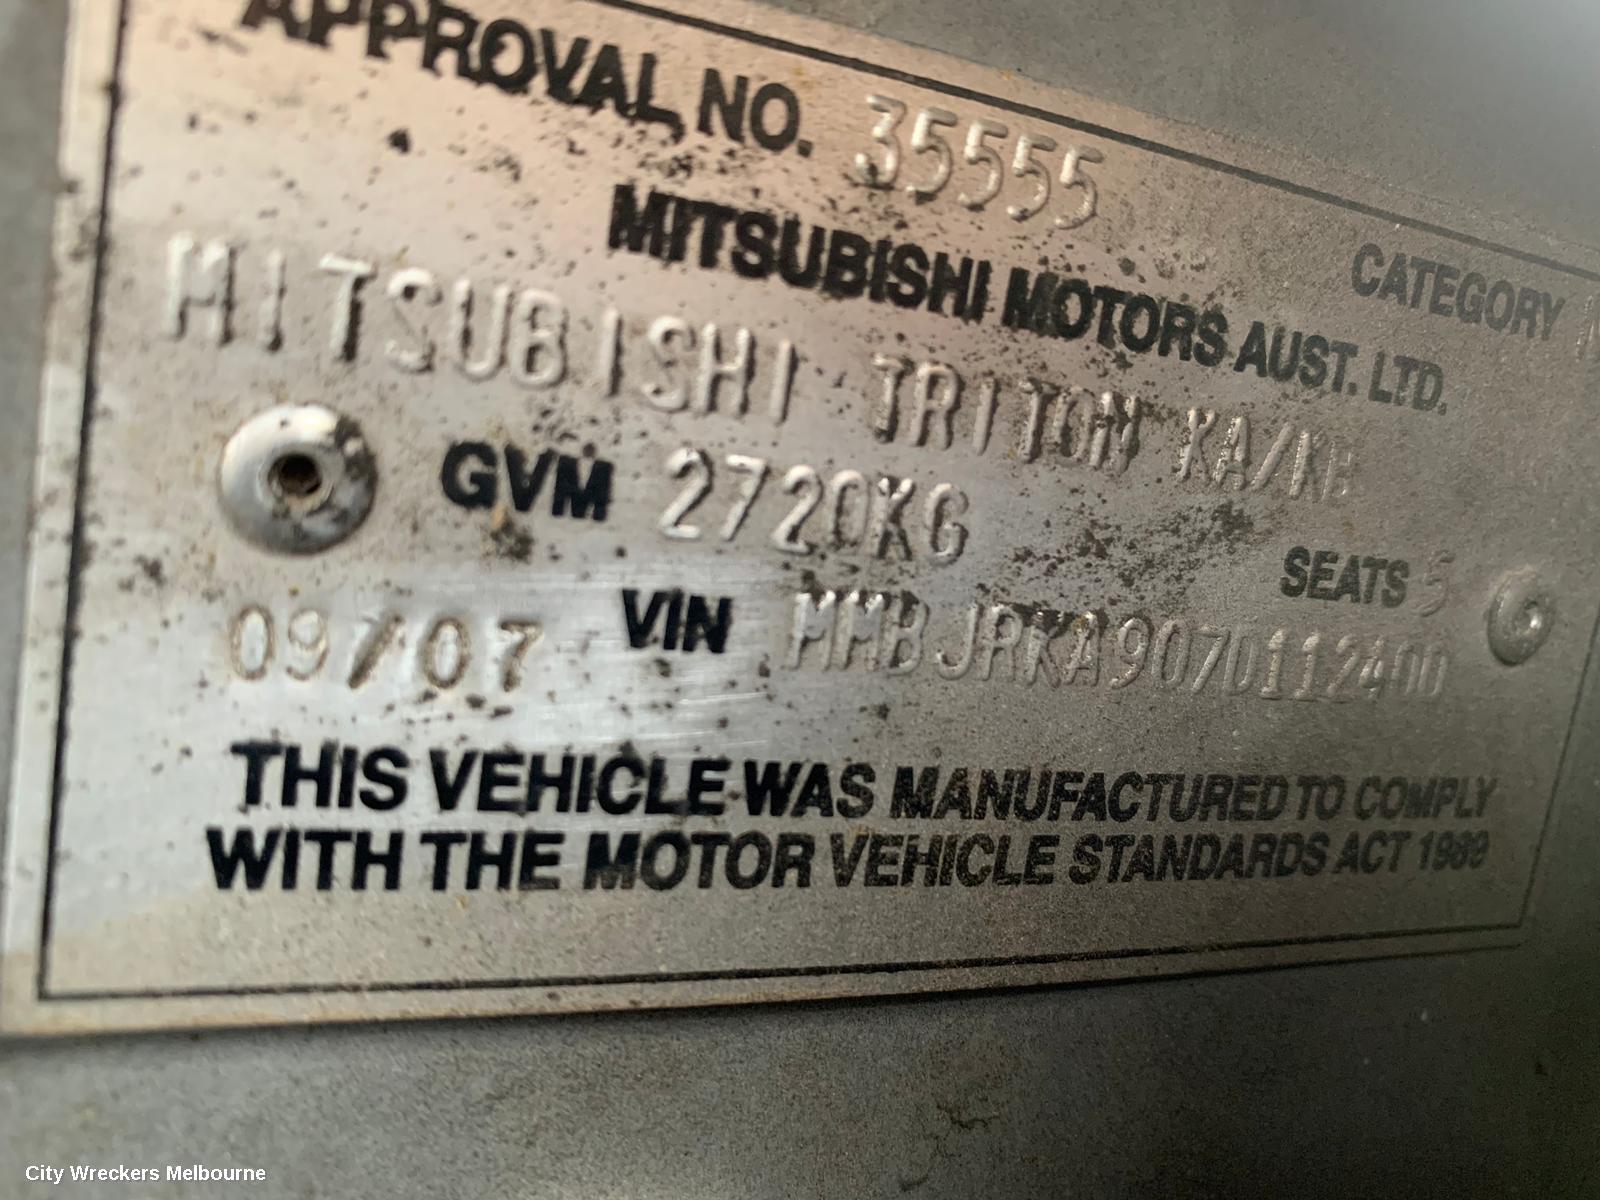 APPROVAL NO. 35555
MITSUBISHI MOTORS AUST. LTD. CATEGORY
MITSUBISHI TRITON KA/KB
GVM 2720KG SEATS 5
09/07 VIN MMBJRKA907D112400
THIS VEHICLE WAS MANUFACTURED TO COMPLY
WITH THE MOTOR VEHICLE STANDARDS ACT 1989
City Wreckers Melbourne